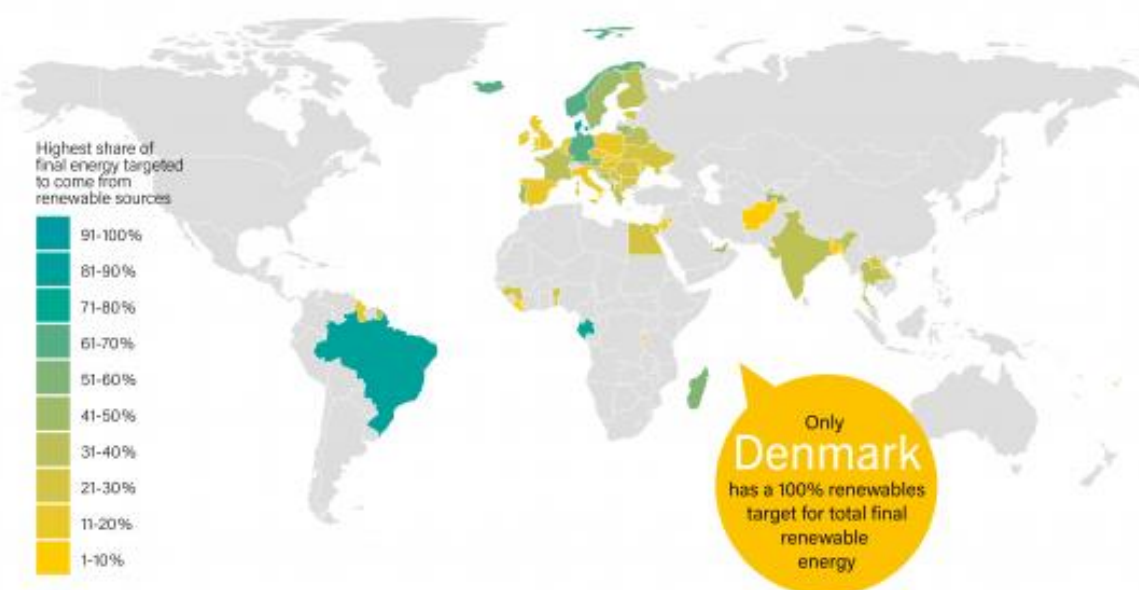 Highest share of
final energy targeted
to come from
renewable sources
91-100%
81-90%
71-80%
61-70%
51-60%
41-50%
31-40%
21-30%
11-20%
1-10%
Only
Denmark
has a 100% renewables
target for total final
renewable
energy